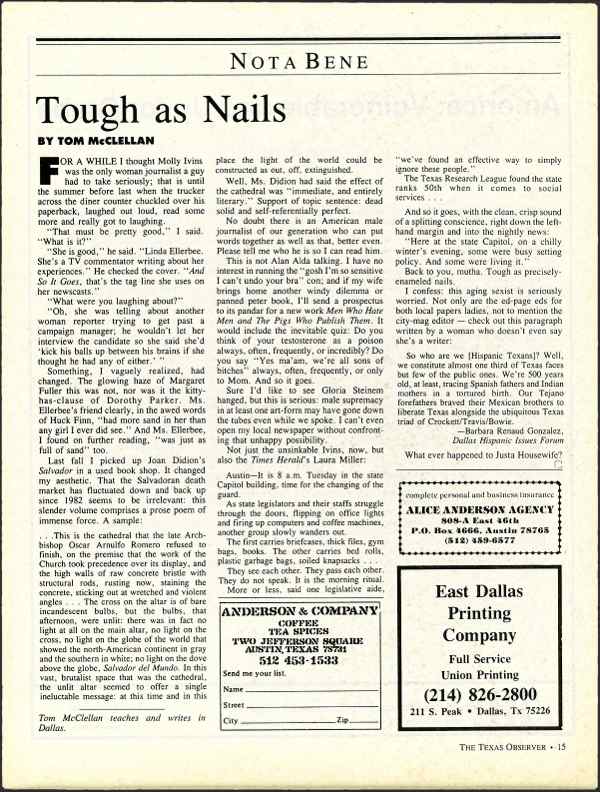 NOTA BENE
Tough as Nails
BY TOM McCLELLAN
FOR A WHILE I thought Molly Ivins
was the only woman journalist a guy
had to take seriously; that is until
the summer before last when the trucker
across the diner counter chuckled over his
paperback, laughed out loud, read some
more and really got to laughing.
"That must be pretty good," I said.
"What is it?"
"She is good," he said. "Linda Ellerbee.
She's a TV commentator writing about her
experiences." He checked the cover. "And
So It Goes, that's the tag line she uses on
her newscasts."
"What were you laughing about?"
"Oh, she was telling about another
woman reporter trying to get past a
campaign manager; he wouldn't let her
interview the candidate so she said she'd
'kick his balls up between his brains if she
thought he had any of either.' "
Something, I vaguely realized, had
changed. The glowing haze of Margaret
Fuller this was not, nor was it the kitty-
has-clause of Dorothy Parker. Ms.
Ellerbee's friend clearly, in the awed words
of Huck Finn, "had more sand in her than
any girl I ever did see." And Ms. Ellerbee,
I found on further reading, "was just as
full of sand" too.
Last fall I picked up Joan Didion's
Salvador in a used book shop. It changed
my aesthetic. That the Salvadoran death
market has fluctuated down and back up
since 1982 seems to be irrelevant: this
slender volume comprises a prose poem of
immense force. A sample:
. . .This is the cathedral that the late Arch-
bishop Oscar Arnulfo Romero refused to
finish, on the premise that the work of the
Church took precedence over its display, and
the high walls of raw concrete bristle with
structural rods, rusting now, staining the
concrete, sticking out at wretched and violent
angles . . . The cross on the altar is of bare
incandescent bulbs, but the bulbs, that
afternoon, were unlit: there was in fact no
light at all on the main altar, no light on the
cross, no light on the globe of the world that
showed the north-American continent in gray
and the southern in white; no light on the dove
above the globe, Salvador del Mundo. In this
vast, brutalist space that was the cathedral,
the unlit altar seemed to offer a single
ineluctable message: at this time and in this
Tom McClellan teaches and writes in
Dallas.
place the light of the world could be
construed as out, off, extinguished.
Well, Ms. Didion had said the effect of
the cathedral was "immediate, and entirely
literary." Support of topic sentence: dead
solid and self-referentially perfect.
No doubt there is an American male
journalist of our generation who can put
words together as well as that, better even.
Please tell me who he is so I can read him.
This is not Alan Alda talking. I have no
interest in running the "gosh I'm so sensitive
I can't undo your bra" con; and if my wife
brings home another windy dilemma or
panned peter book, I'll send a prospectus
to its pandar for a new work Men Who Hate
Men and The Pigs Who Publish Them. It
would include the inevitable quiz: Do you
think of your testosterone as a poison
always, often, frequently, or incredibly? Do
you say "Yes ma'am, we're all sons of
bitches" always, often, frequently, or only
to Mom. And so it goes.
Sure I'd like to see Gloria Steinem
hanged, but this is serious: male supremacy
in at least one art-form may have gone down
the tubes even while we spoke. I can't even
open my local newspaper without confront-
ing that unhappy possibility.
Not just the unsinkable Ivins, now, but
also the Times Herald's Laura Miller:
Austin—It is 8 a.m. Tuesday in the state
Capitol building, time for the changing of the
guard.
As state legislators and their staffs struggle
through the doors, flipping on office lights
and firing up computers and coffee machines,
another group slowly wanders out.
The first carries briefcases, thick files, gym
bags, books. The other carries bed rolls,
plastic garbage bags, soiled knapsacks . . .
They see each other. They pass each other.
They do not speak. It is the morning ritual.
More or less, said one legislative aide,
ANDERSON & COMPANY
COFFEE
TEA SPICES
TWO JEFFERSON SQUARE
AUSTIN, TEXAS 78731
512 453-1533
Send me your list.
Name
Street
City Zip
"we've found an effective way to simply
ignore these people."
The Texas Research League found the state
ranks 50th when it comes to social
services . . .
And so it goes, with the clean, crisp sound
of a splitting conscience, right down the left-
hand margin and into the nightly news:
"Here at the state Capitol, on a chilly
winter's evening, some were busy setting
policy. And some were living it."
Back to you, mutha. Tough as precisely-
enameled nails.
I confess: this aging sexist is seriously
worried. Not only are the ed-page eds for
both local papers ladies, not to mention the
city-mag editor — check out this paragraph
written by a woman who doesn't even say
she's a writer:
So who are we [Hispanic Texans]? Well,
we constitute almost one third of Texas faces
but few of the public ones. We're 500 years
old, at least, tracing Spanish fathers and Indian
mothers in a tortured birth. Our Tejano
forefathers braved their Mexican brothers to
liberate Texas alongside the ubiquitous Texas
triad of Crockett/Travis/Bowie.
—Barbara Renaud Gonzalez,
Dallas Hispanic Issues Forum
What ever happened to Justa Housewife?
complete personal and business insurance
ALICE ANDERSON AGENCY
808-A East 46th
P.O. Box 4666, Austin 78765
(512) 459-6577
East Dallas
Printing
Company
Full Service
Union Printing
(214) 826-2800
211 S. Peak • Dallas, Tx 75226
THE TEXAS OBSERVER • 15